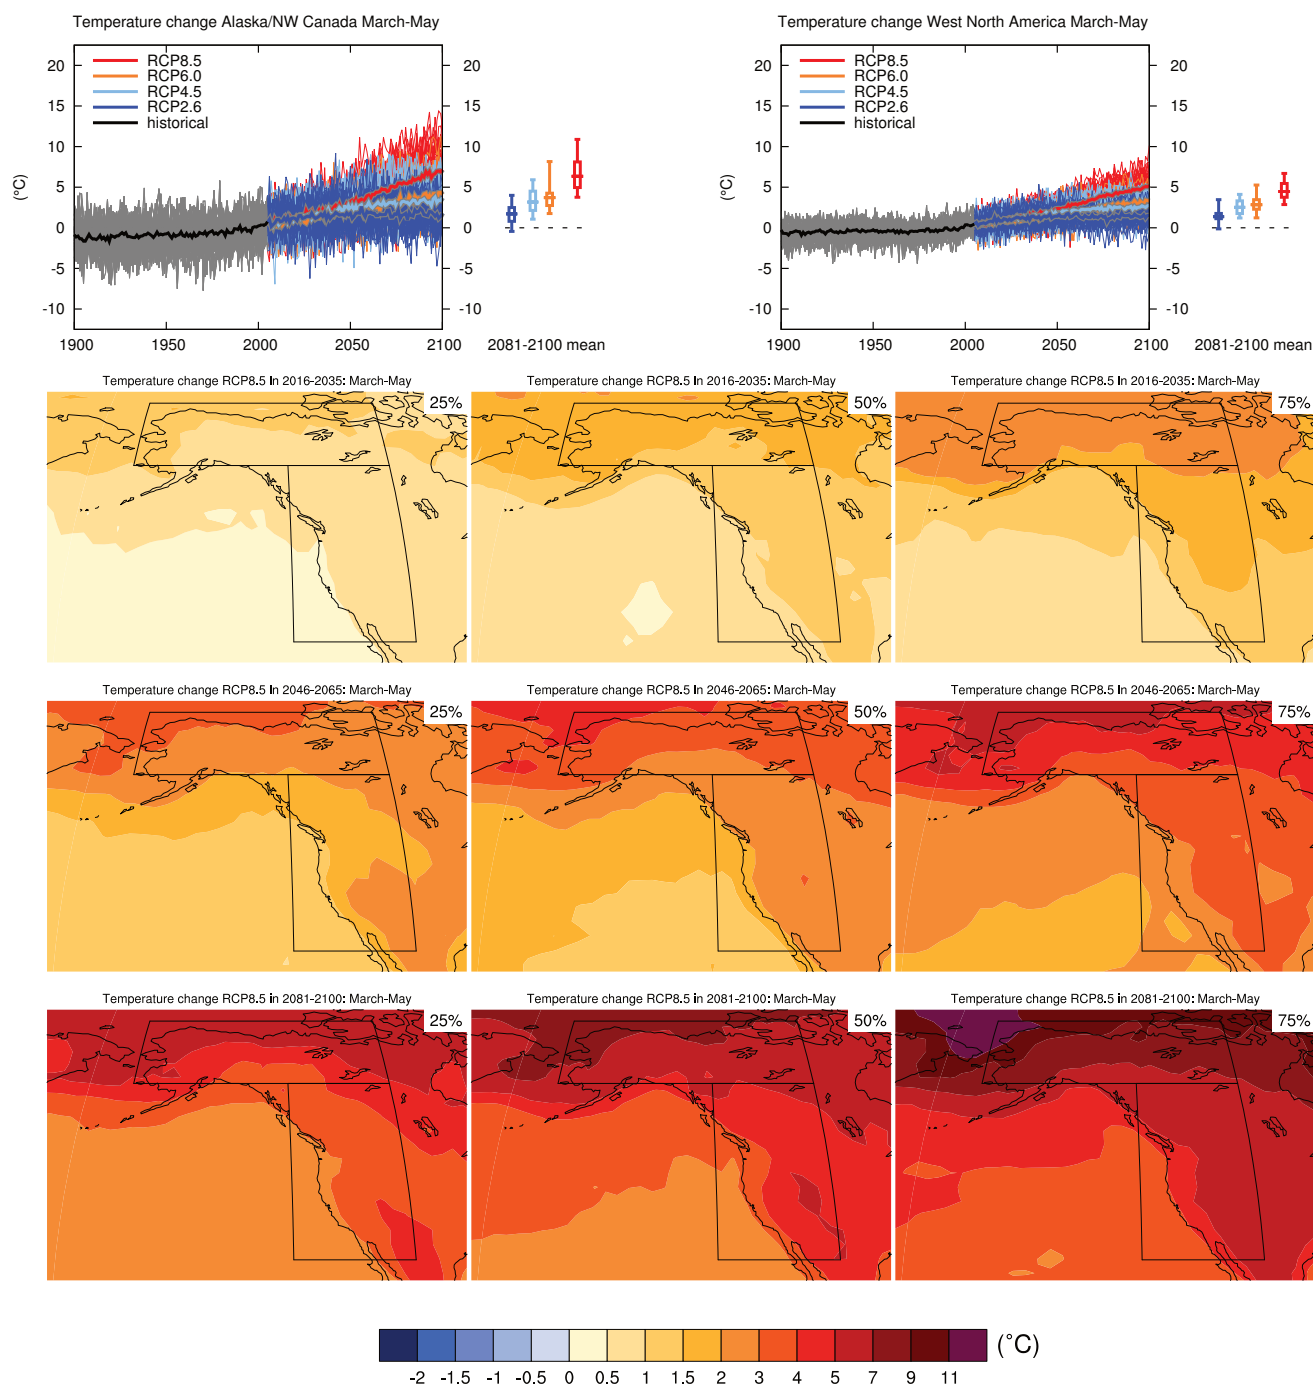 Temperature change Alaska/NW Canada March-May
Temperature change West North America March-May
20
15
10
5
0
-5
-10
(°C)
RCP8.5
RCP6.0
RCP4.5
RCP2.6
historical
20
15
10
5
0
-5
-10
1900 1950 2000 2050 2100 2081-2100 mean
20
15
10
5
0
-5
-10
(°C)
RCP8.5
RCP6.0
RCP4.5
RCP2.6
historical
20
15
10
5
0
-5
-10
1900 1950 2000 2050 2100 2081-2100 mean
Temperature change RCP8.5 in 2016-2035: March-May
25%
Temperature change RCP8.5 in 2016-2035: March-May
50%
Temperature change RCP8.5 in 2016-2035: March-May
75%
Temperature change RCP8.5 in 2046-2065: March-May
25%
Temperature change RCP8.5 in 2046-2065: March-May
50%
Temperature change RCP8.5 in 2046-2065: March-May
75%
Temperature change RCP8.5 in 2081-2100: March-May
25%
Temperature change RCP8.5 in 2081-2100: March-May
50%
Temperature change RCP8.5 in 2081-2100: March-May
75%
(°C)
-2 -1.5 -1 -0.5 0 0.5 1 1.5 2 3 4 5 7 9 11